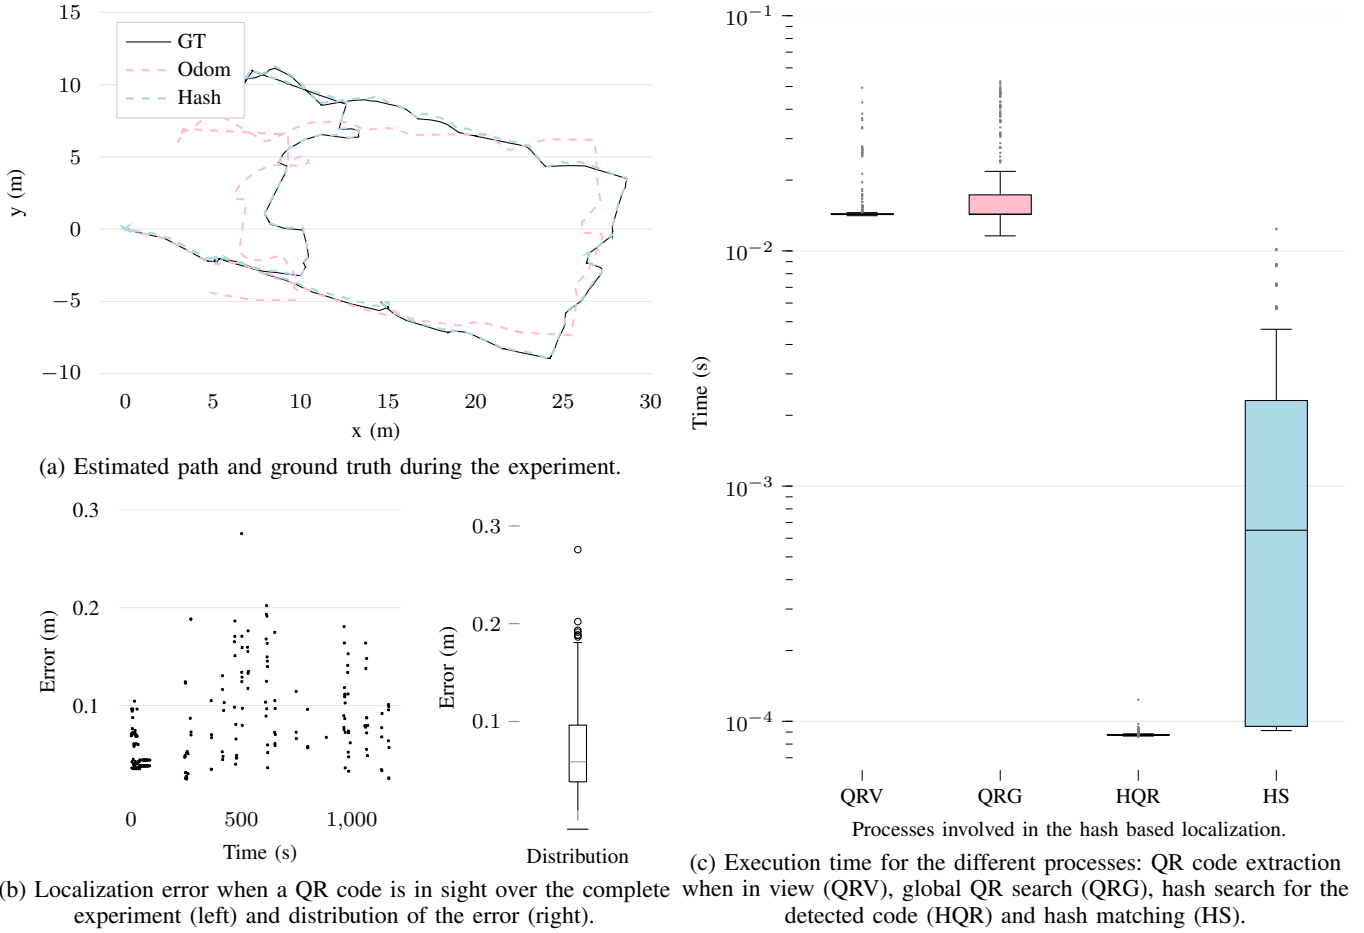 15
10
5
0
−5
−10
y (m)
GT
Odom
Hash
0 5 10 15 20 25 30
x (m)
(a) Estimated path and ground truth during the experiment.
0.3
0.2
0.1
Error (m)
0 500 1,000
Time (s)
0.3
0.2
0.1
Error (m)
Distribution
(b) Localization error when a QR code is in sight over the complete
experiment (left) and distribution of the error (right).
10^{−1}
10^{−2}
10^{−3}
10^{−4}
Time (s)
QRV QRG HQR HS
Processes involved in the hash based localization.
(c) Execution time for the different processes: QR code extraction
when in view (QRV), global QR search (QRG), hash search for the
detected code (HQR) and hash matching (HS).